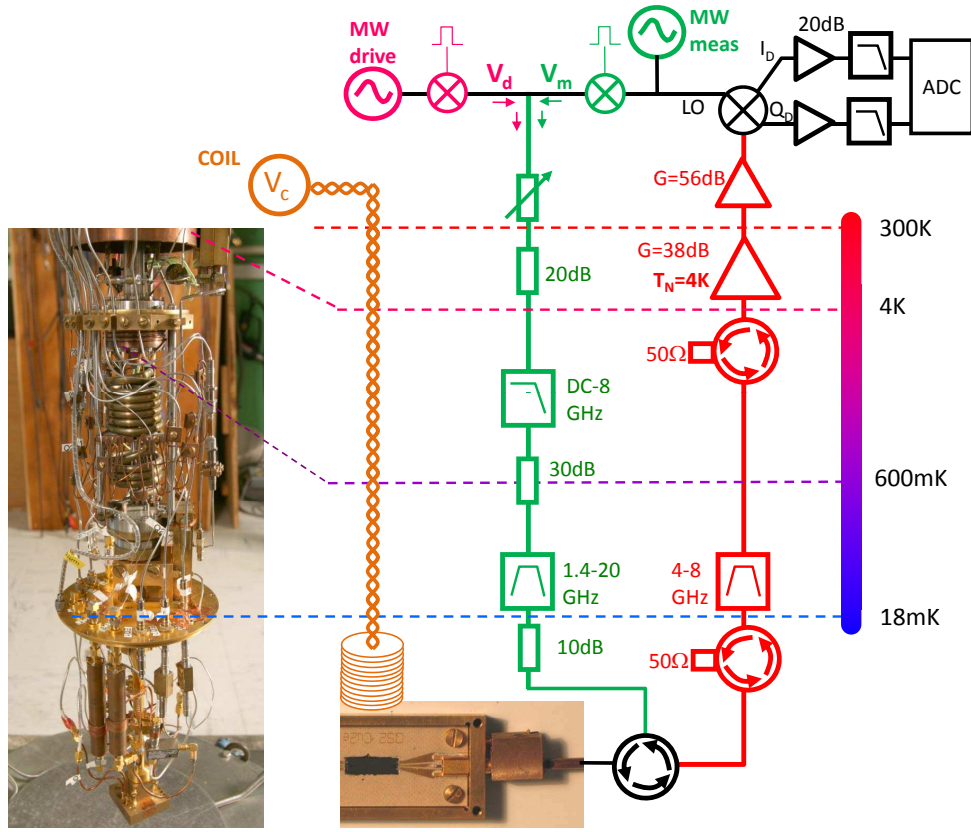 MW
drive
V_d
V_m
MW
meas
20dB
I_D
Q_D
LO
ADC
COIL
V_c
G=56dB
300K
G=38dB
T_N=4K
20dB
4K
50Ω
DC-8
GHz
30dB
600mK
1.4-20
GHz
4-8
GHz
18mK
10dB
50Ω